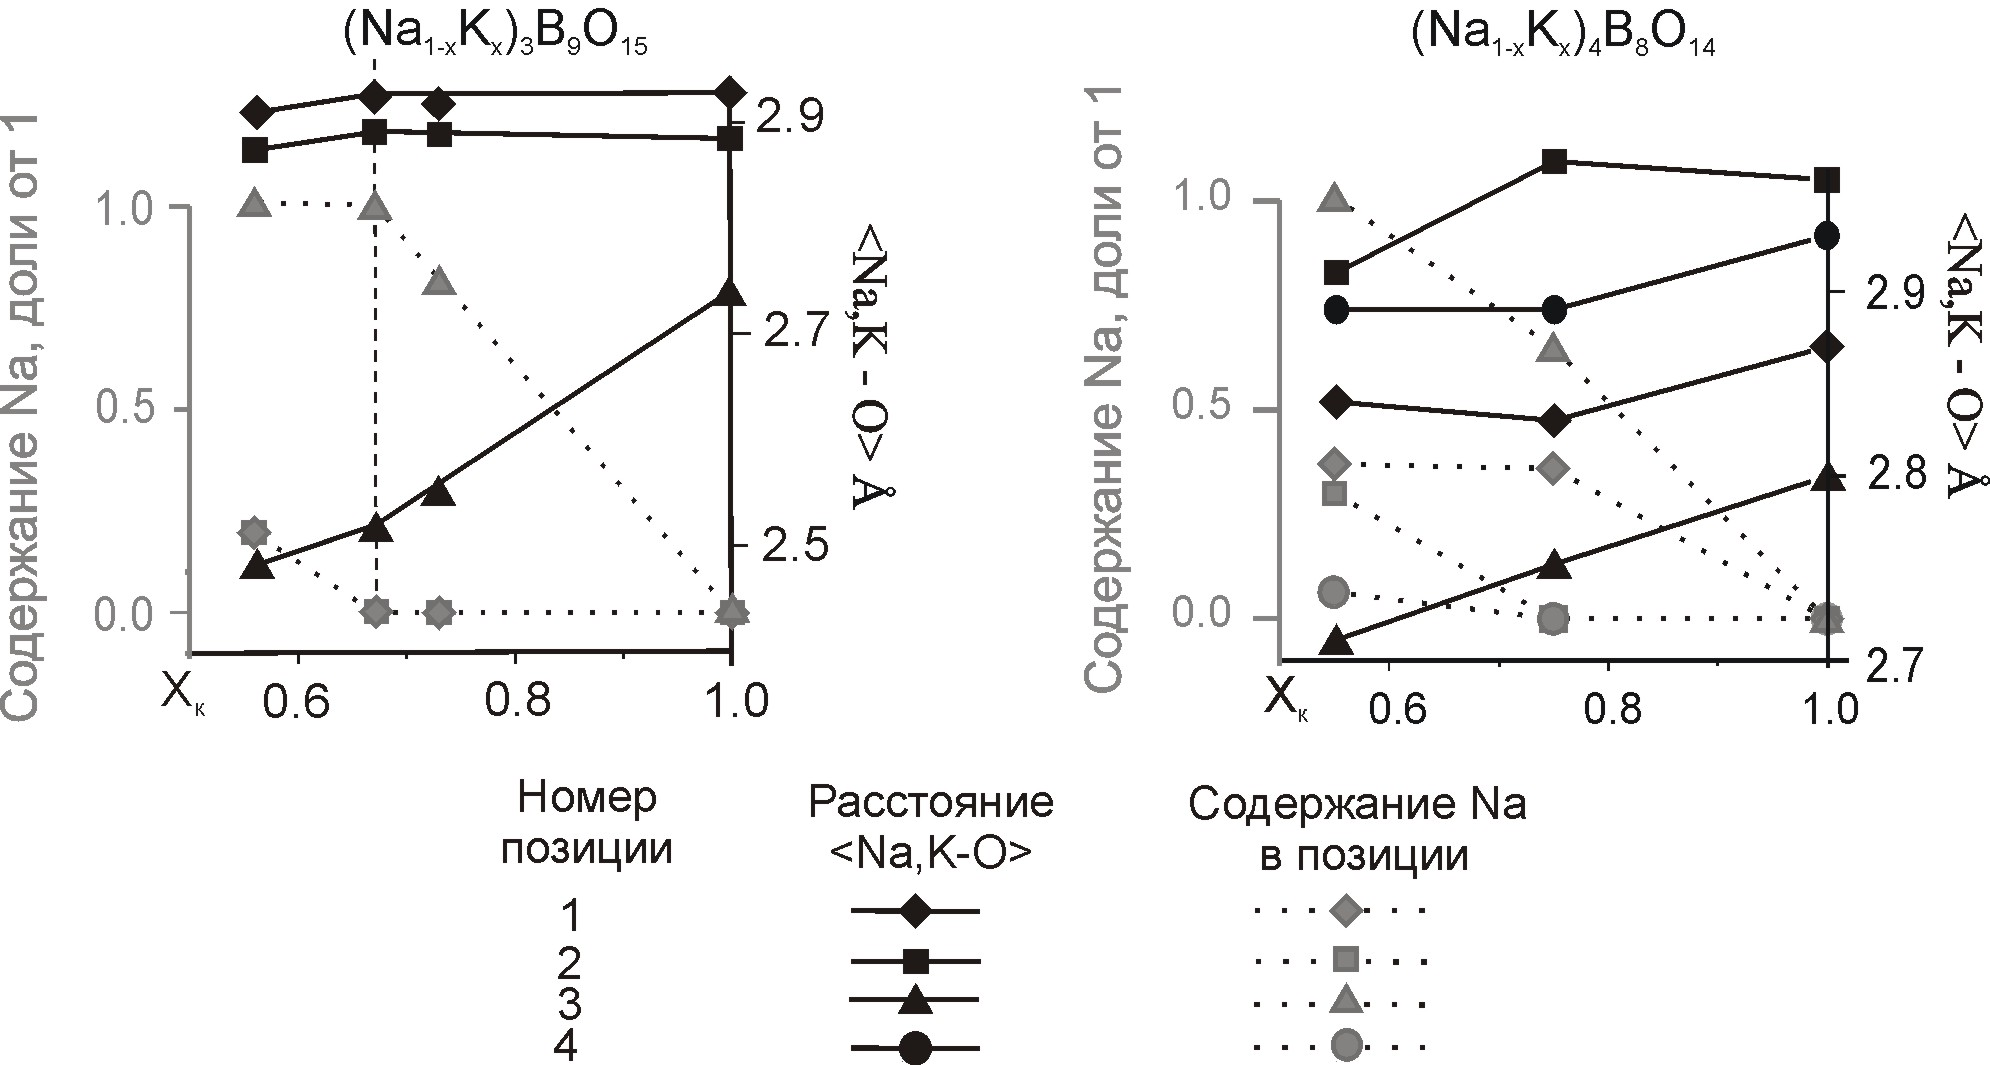 (Na1-xKx)3B9O15
Содержание Na, доли от 1
1.0
0.5
0.0
2.9
2.7
2.5
<Na,K - O> Å
Xк
0.6
0.8
1.0
(Na1-xKx)4B8O14
Содержание Na, доли от 1
1.0
0.5
0.0
2.9
2.8
2.7
<Na,K - O> Å
Xк
0.6
0.8
1.0
Номер
позиции
Расстояние
<Na,K-O>
Содержание Na
в позиции
1
2
3
4